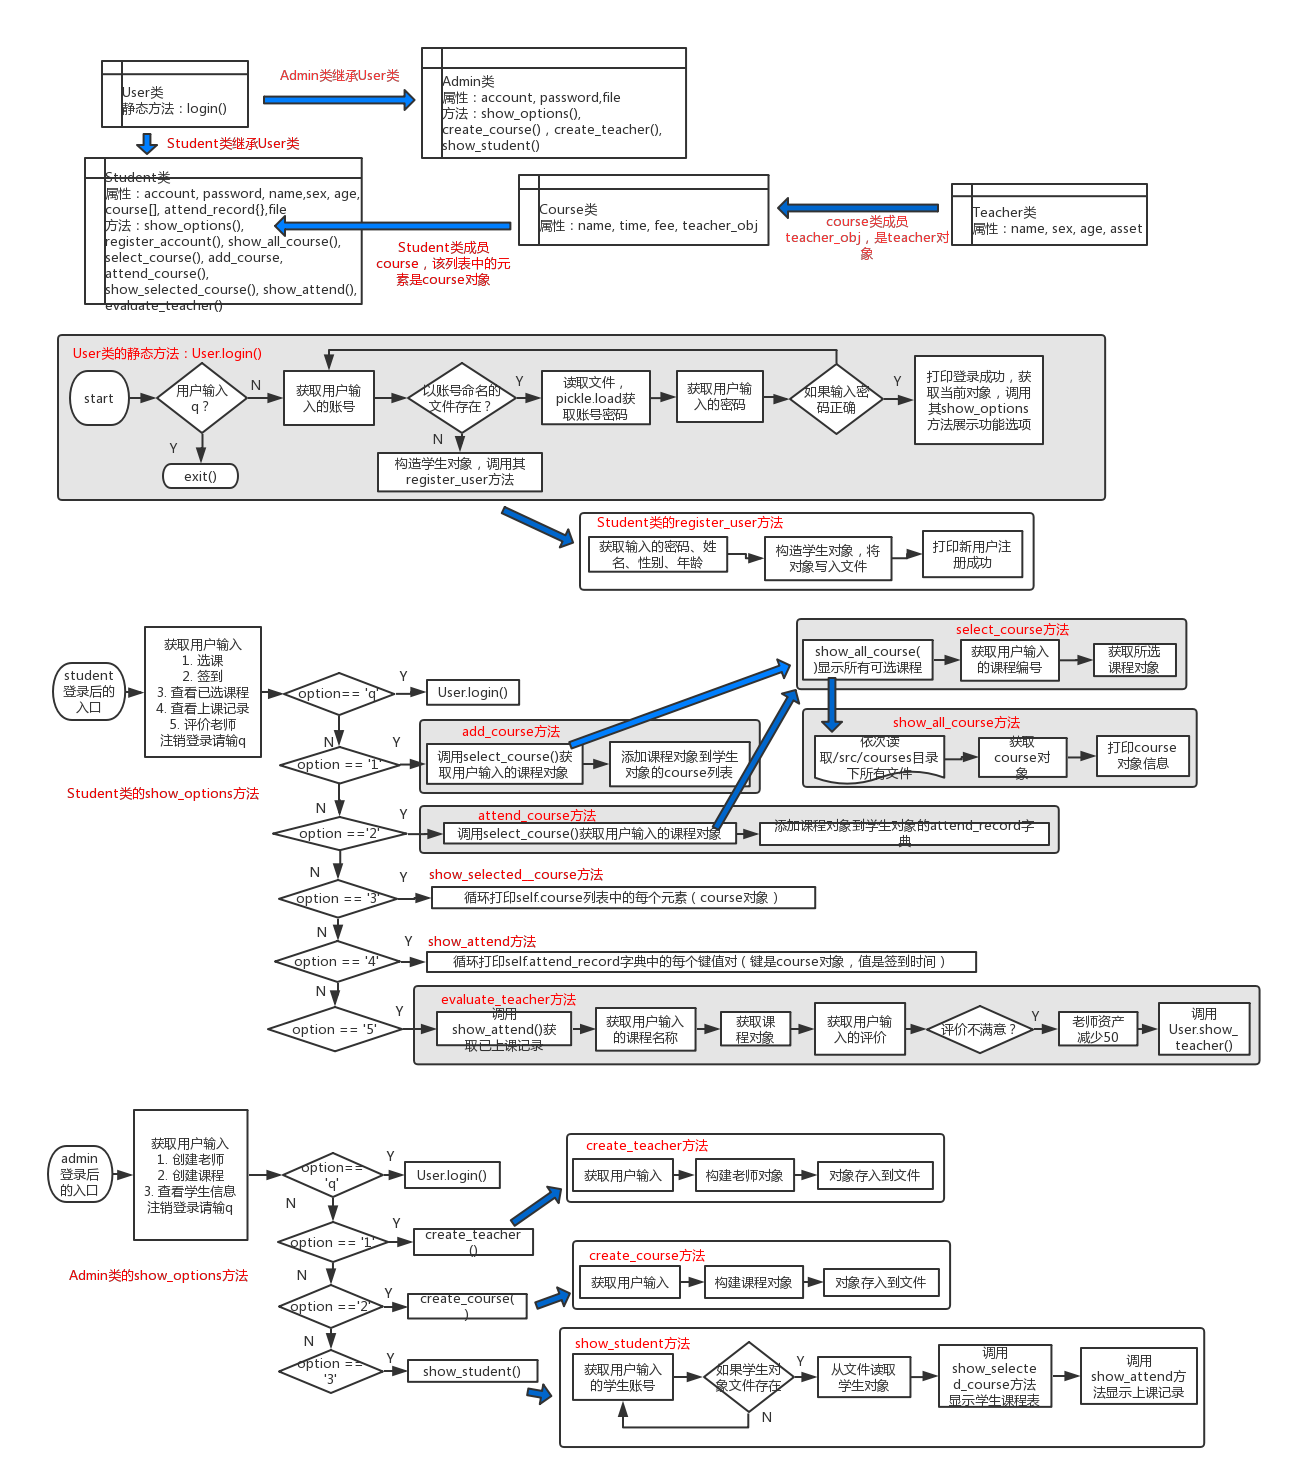 User类
静态方法：login()
Admin类继承User类
Admin类
属性：account, password,file
方法：show_options(),
create_course()，create_teacher(),
show_student()
Student类继承User类
Student类
属性：account, password, name,sex, age,
course[], attend_record{},file
方法：show_options(),
register_account(), show_all_course(),
select_course(), add_course,
attend_course(),
show_selected_course(), show_attend(),
evaluate_teacher()
Course类
属性：name, time, fee, teacher_obj
Student类成员
course，该列表中的元
素是course对象
Teacher类
属性：name, sex, age, asset
course类成员
teacher_obj，是teacher对
象
User类的静态方法：User.login()
start
用户输入
q？
N
Y
exit()
获取用户输
入的账号
以账号命名的
文件存在？
Y
N
构造学生对象，调用其
register_user方法
读取文件，
pickle.load获
取账号密码
获取用户输
入的密码
如果输入密
码正确
Y
打印登录成功，获
取当前对象，调用
其show_options
方法展示功能选项
Student类的register_user方法
获取输入的密码、姓
名、性别、年龄
构造学生对象，将
对象写入文件
打印新用户注
册成功
student
登录后的
入口
获取用户输入
1. 选课
2. 签到
3. 查看已选课程
4. 查看上课记录
5. 评价老师
注销登录请输q
Student类的show_options方法
option== 'q'
Y
User.login()
N
option == '1'
Y
add_course方法
调用select_course()获
取用户输入的课程对象
添加课程对象到学生
对象的course列表
select_course方法
show_all_course(
)显示所有可选课程
获取用户输入
的课程编号
获取所选
课程对象
show_all_course方法
依次读
取/src/courses目录
下所有文件
获取
course对
象
打印course
对象信息
N
option =='2'
Y
attend_course方法
调用select_course()获取用户输入的课程对象
添加课程对象到学生对象的attend_record字
典
N
option == '3'
Y
show_selected__course方法
循环打印self.course列表中的每个元素（course对象）
N
option == '4'
Y
show_attend方法
循环打印self.attend_record字典中的每个键值对（键是course对象，值是签到时间）
N
option == '5'
Y
evaluate_teacher方法
调用
show_attend()获
取已上课记录
获取用户输入
的课程名称
获取课
程对象
获取用户输
入的评价
评价不满意？
Y
老师资产
减少50
调用
User.show_
teacher()
admin
登录后
的入口
获取用户输入
1. 创建老师
2. 创建课程
3. 查看学生信息
注销登录请输q
Admin类的show_options方法
option==
'q'
Y
User.login()
N
option == '1'
Y
create_teacher
()
create_teacher方法
获取用户输入
构建老师对象
对象存入到文件
N
option =='2'
Y
create_course(
)
create_course方法
获取用户输入
构建课程对象
对象存入到文件
N
option ==
'3'
Y
show_student()
show_student方法
获取用户输入
的学生账号
如果学生对
象文件存在
Y
N
从文件读取
学生对象
调用
show_selecte
d_course方法
显示学生课程表
调用
show_attend方
法显示上课记录